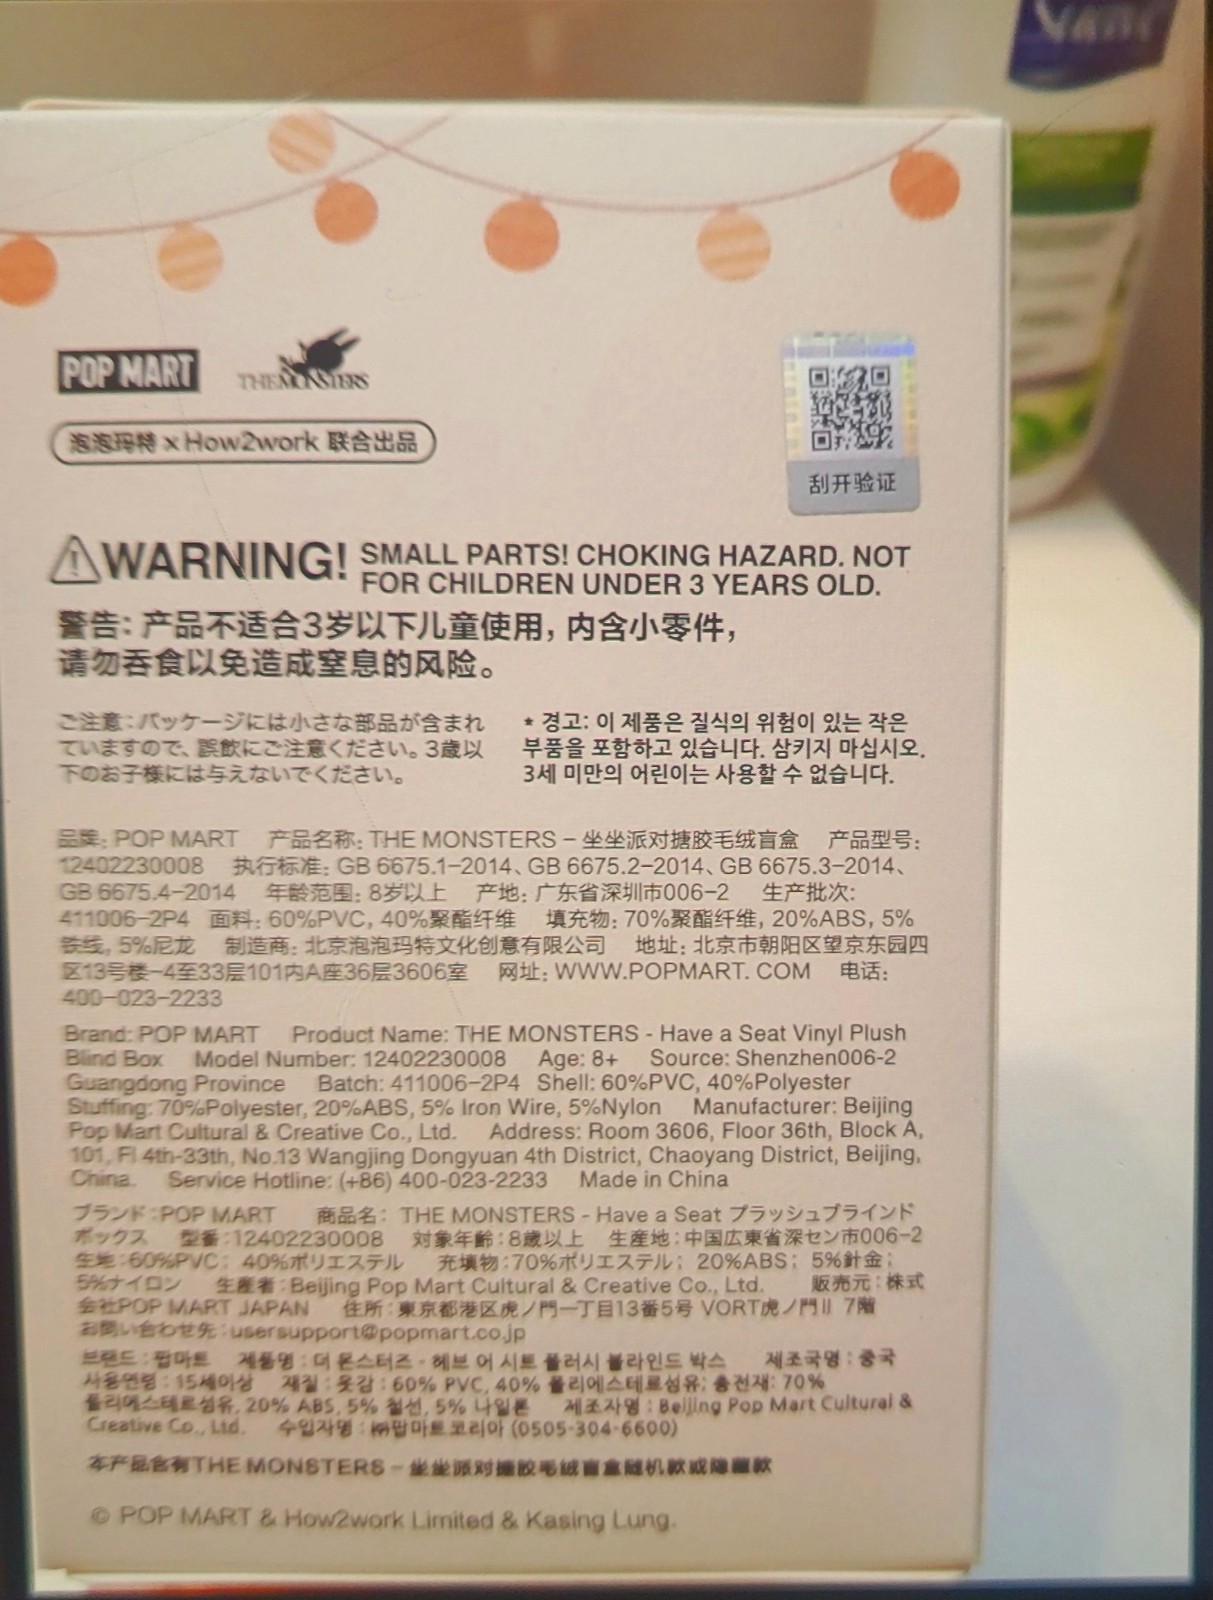 POP MART
THE MONSTERS
泡泡玛特 x How2work 联合出品
刮开验证
WARNING! SMALL PARTS! CHOKING HAZARD. NOT
FOR CHILDREN UNDER 3 YEARS OLD.
警告: 产品不适合3岁以下儿童使用, 内含小零件,
请勿吞食以免造成窒息的风险。
ご注意:パッケージには小さな部品が含まれ
ていますので、誤飲にご注意ください。3歳以
下のお子様には与えないでください。
* 경고: 이 제품은 질식의 위험이 있는 작은
부품을 포함하고 있습니다. 삼키지 마십시오.
3세 미만의 어린이는 사용할 수 없습니다.
品牌: POP MART 产品名称: THE MONSTERS – 坐坐派对搪胶毛绒盲盒 产品型号:
12402230008 执行标准: GB 6675.1–2014、GB 6675.2–2014、GB 6675.3–2014、
GB 6675.4–2014 年龄范围: 8岁以上 产地: 广东省深圳市006–2 生产批次:
411006–2P4 面料: 60%PVC, 40%聚酯纤维 填充物: 70%聚酯纤维, 20%ABS, 5%
铁线, 5%尼龙 制造商: 北京泡泡玛特文化创意有限公司 地址: 北京市朝阳区望京东园四
区13号楼–4至33层101内A座36层3606室 网址: WWW.POPMART. COM 电话:
400–023–2233
Brand: POP MART Product Name: THE MONSTERS - Have a Seat Vinyl Plush
Blind Box Model Number: 12402230008 Age: 8+ Source: Shenzhen006-2
Guangdong Province Batch: 411006–2P4 Shell: 60%PVC, 40%Polyester
Stuffing: 70%Polyester, 20%ABS, 5% Iron Wire, 5%Nylon Manufacturer: Beijing
Pop Mart Cultural & Creative Co., Ltd. Address: Room 3606, Floor 36th, Block A,
101, Fl 4th-33th, No.13 Wangjing Dongyuan 4th District, Chaoyang District, Beijing,
China. Service Hotline: (+86) 400-023-2233 Made in China
ブランド:POP MART 商品名: THE MONSTERS - Have a Seat プラッシュブラインド
ボックス 型番:12402230008 対象年齢:8歳以上 生産地:中国広東省深セン市006–2
生地:60%PVC; 40%ポリエステル 充填物:70%ポリエステル; 20%ABS; 5%針金;
5%ナイロン 生産者:Beijing Pop Mart Cultural & Creative Co., Ltd. 販売元:株式
会社POP MART JAPAN 住所:東京都港区虎ノ門一丁目13番5号 VORT虎ノ門II 7階
お問い合わせ先:usersupport@popmart.co.jp
브랜드 : 팝마트 제품명 : 더 몬스터즈 - 헤브 어 시트 플러시 블라인드 박스 제조국명 : 중국
사용연령 : 15세이상 재질 : 옷감 : 60% PVC, 40% 폴리에스테르섬유; 충전재: 70%
폴리에스테르섬유, 20% ABS, 5% 철선, 5% 나일론 제조자명 : Beijing Pop Mart Cultural &
Creative Co., Ltd. 수입자명 : ㈜팝마트코리아 (0505-304-6600)
本产品含有THE MONSTERS – 坐坐派对搪胶毛绒盲盒随机款或隐藏款
© POP MART & How2work Limited & Kasing Lung.